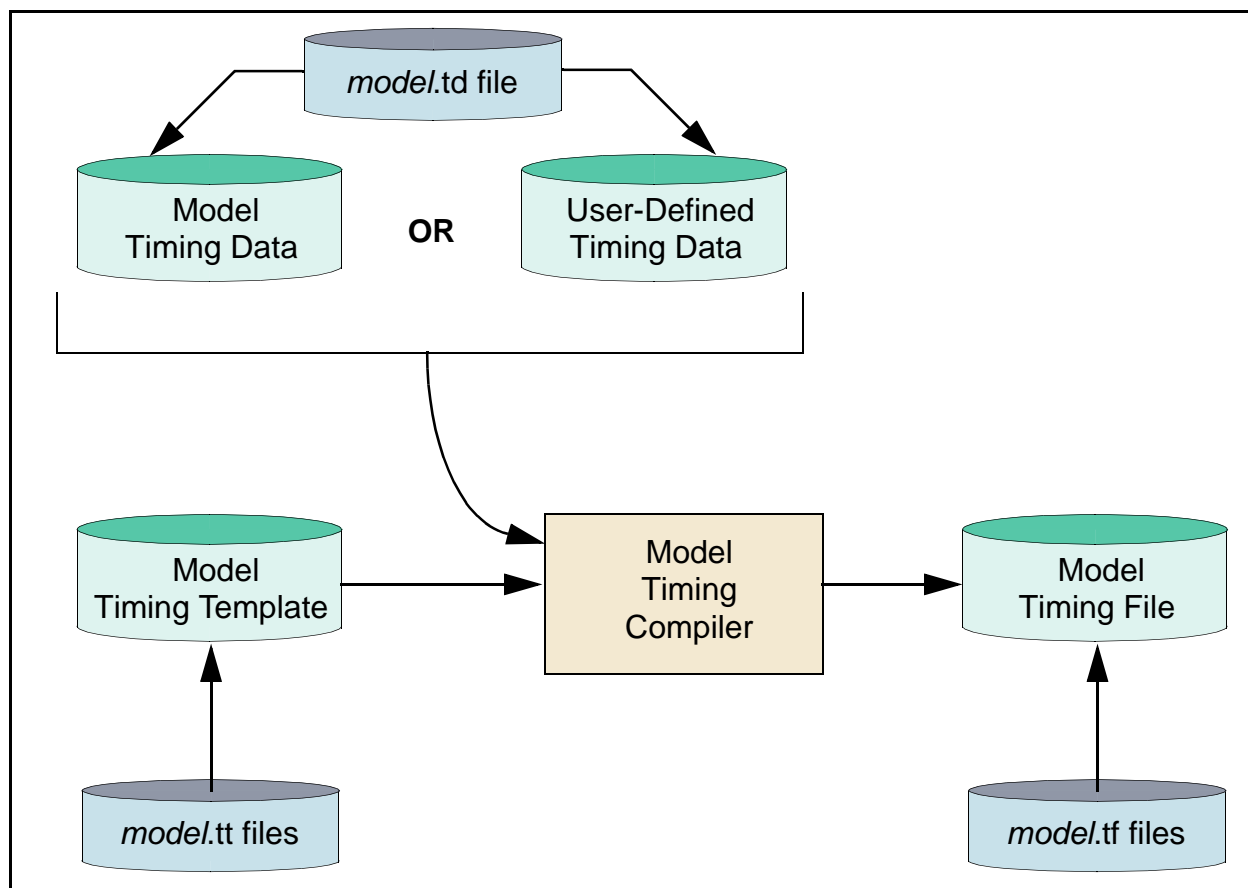 model.td file
Model
Timing Data
OR
User-Defined
Timing Data
Model
Timing Template
Model
Timing
Compiler
Model
Timing File
model.tt files
model.tf files